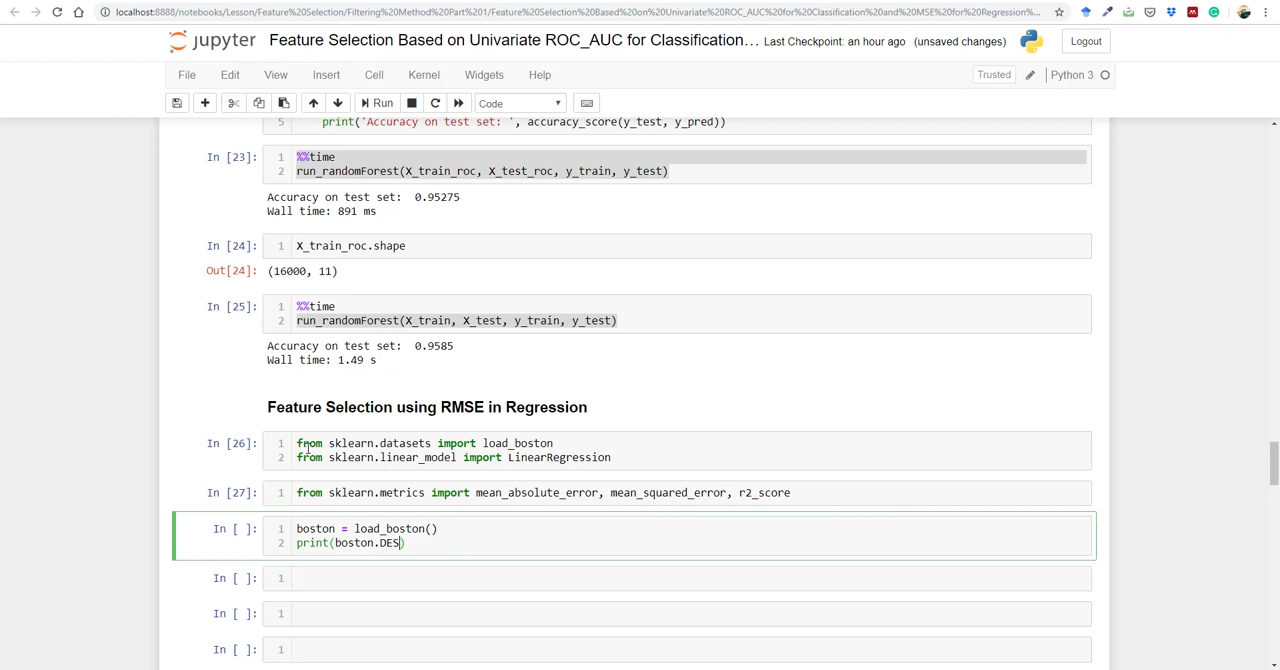 localhost:8888/notebooks/Lesson/Feature%20Selection/Filtering%20Method%20Part%201/Feature%20Selection%20Based%20on%20Univariate%20ROC_AUC%20for%20Classification%20and%20MSE%20for%20Regression%...
jupyter Feature Selection Based on Univariate ROC_AUC for Classification... Last Checkpoint: an hour ago (unsaved changes) Logout
File Edit View Insert Cell Kernel Widgets Help Trusted Python 3
Run Code
5 print('Accuracy on test set: ', accuracy_score(y_test, y_pred))
In [23]: 1 %%time
2 run_randomForest(X_train_roc, X_test_roc, y_train, y_test)
Accuracy on test set:  0.95275
Wall time: 891 ms
In [24]: 1 X_train_roc.shape
Out[24]: (16000, 11)
In [25]: 1 %%time
2 run_randomForest(X_train, X_test, y_train, y_test)
Accuracy on test set:  0.9585
Wall time: 1.49 s
Feature Selection using RMSE in Regression
In [26]: 1 from sklearn.datasets import load_boston
2 from sklearn.linear_model import LinearRegression
In [27]: 1 from sklearn.metrics import mean_absolute_error, mean_squared_error, r2_score
In [ ]: 1 boston = load_boston()
2 print(boston.DES)
In [ ]: 1
In [ ]: 1
In [ ]: 1